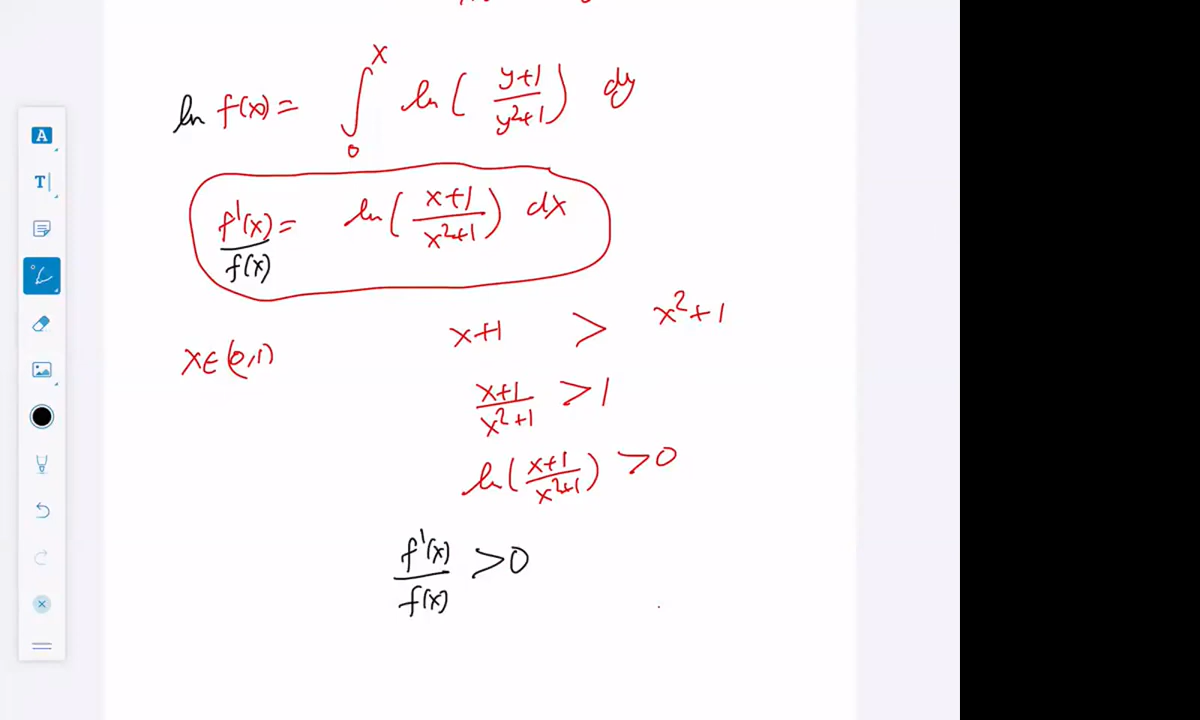 ln f(x) = ∫₀ˣ ln( (y+1)/(y²+1) ) dy
f'(x)/f(x) = ln( (x+1)/(x²+1) ) dx
x+1 > x²+1
x∈(0,1)
(x+1)/(x²+1) > 1
ln( (x+1)/(x²+1) ) > 0
f'(x)/f(x) > 0
A
T